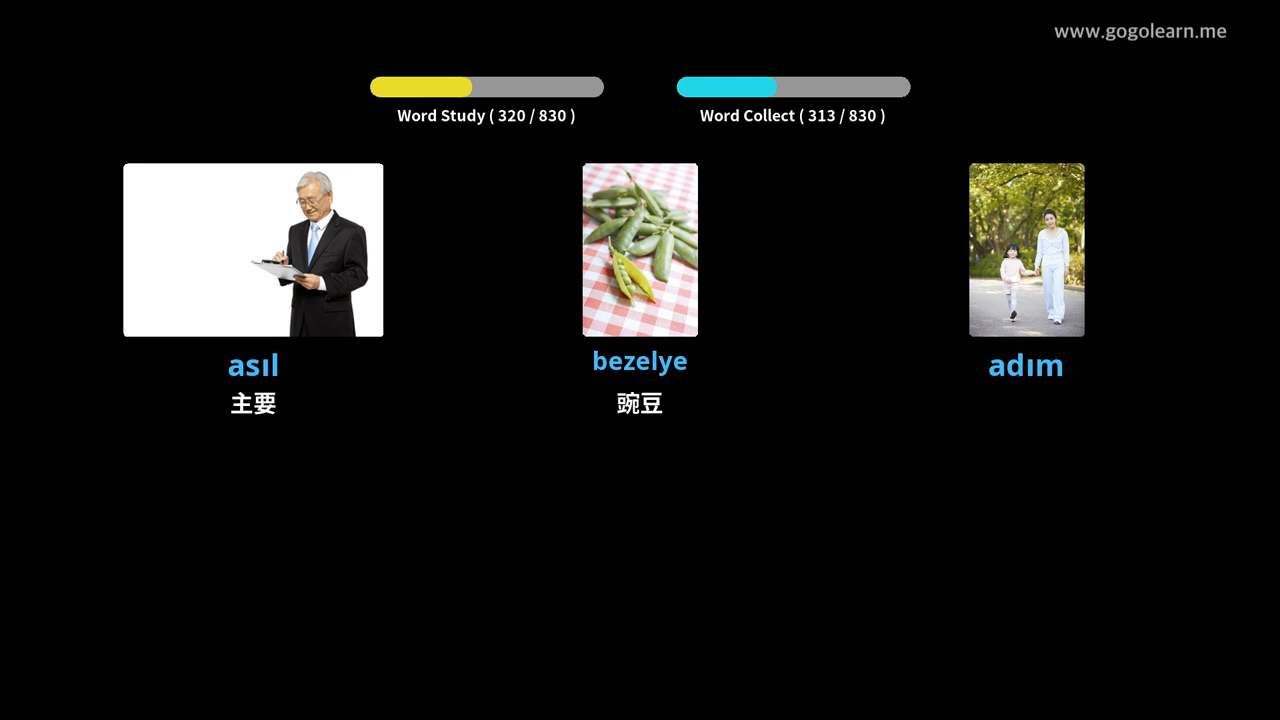 www.gogolearn.me
Word Study ( 320 / 830 )
Word Collect ( 313 / 830 )
asıl
主要
bezelye
豌豆
adım